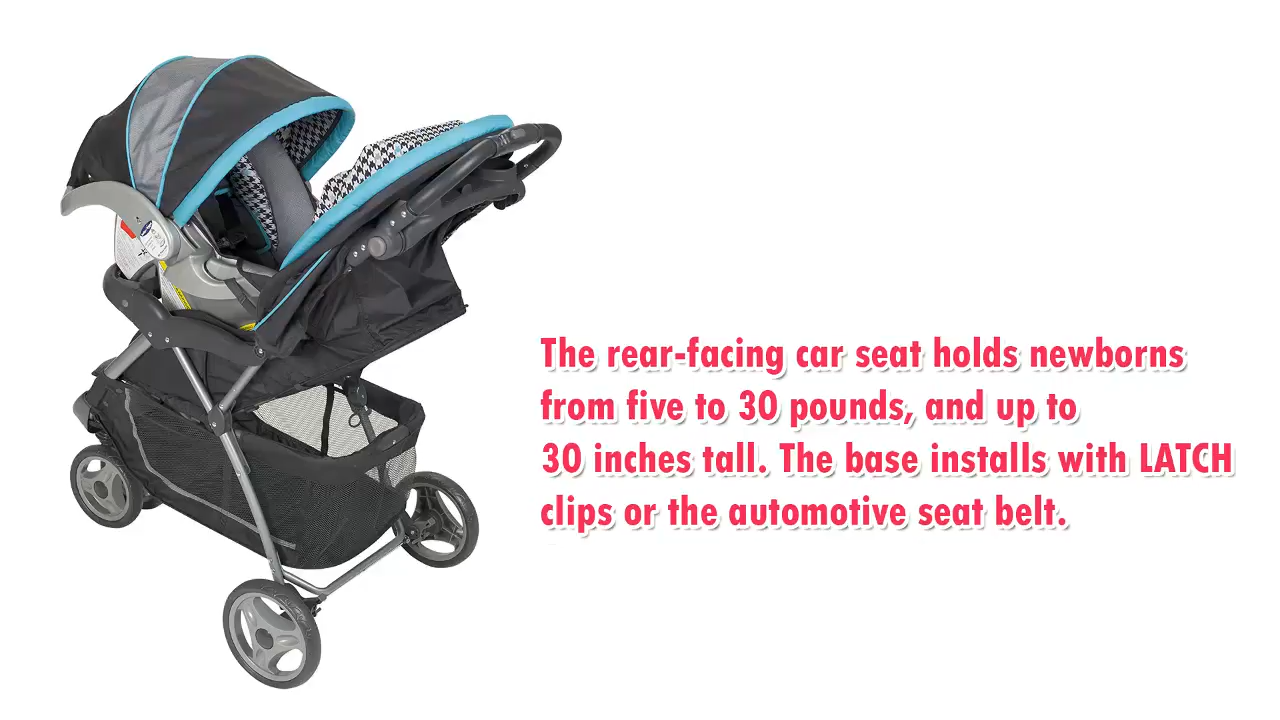 The rear-facing car seat holds newborns
from five to 30 pounds, and up to
30 inches tall. The base installs with LATCH
clips or the automotive seat belt.